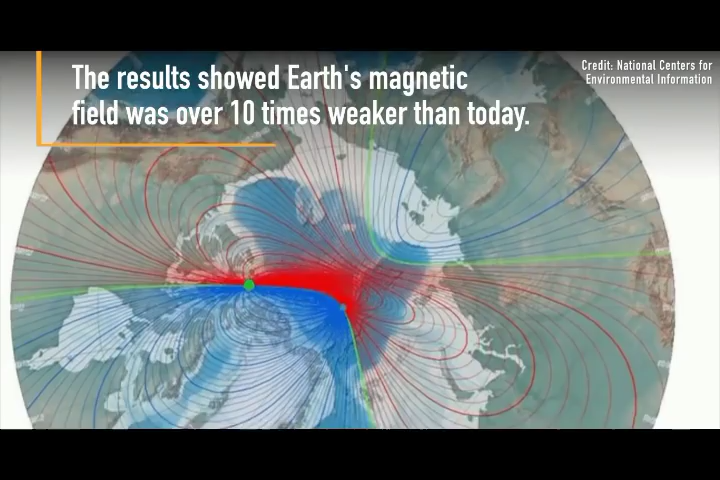 The results showed Earth's magnetic
field was over 10 times weaker than today.
Credit: National Centers for
Environmental Information